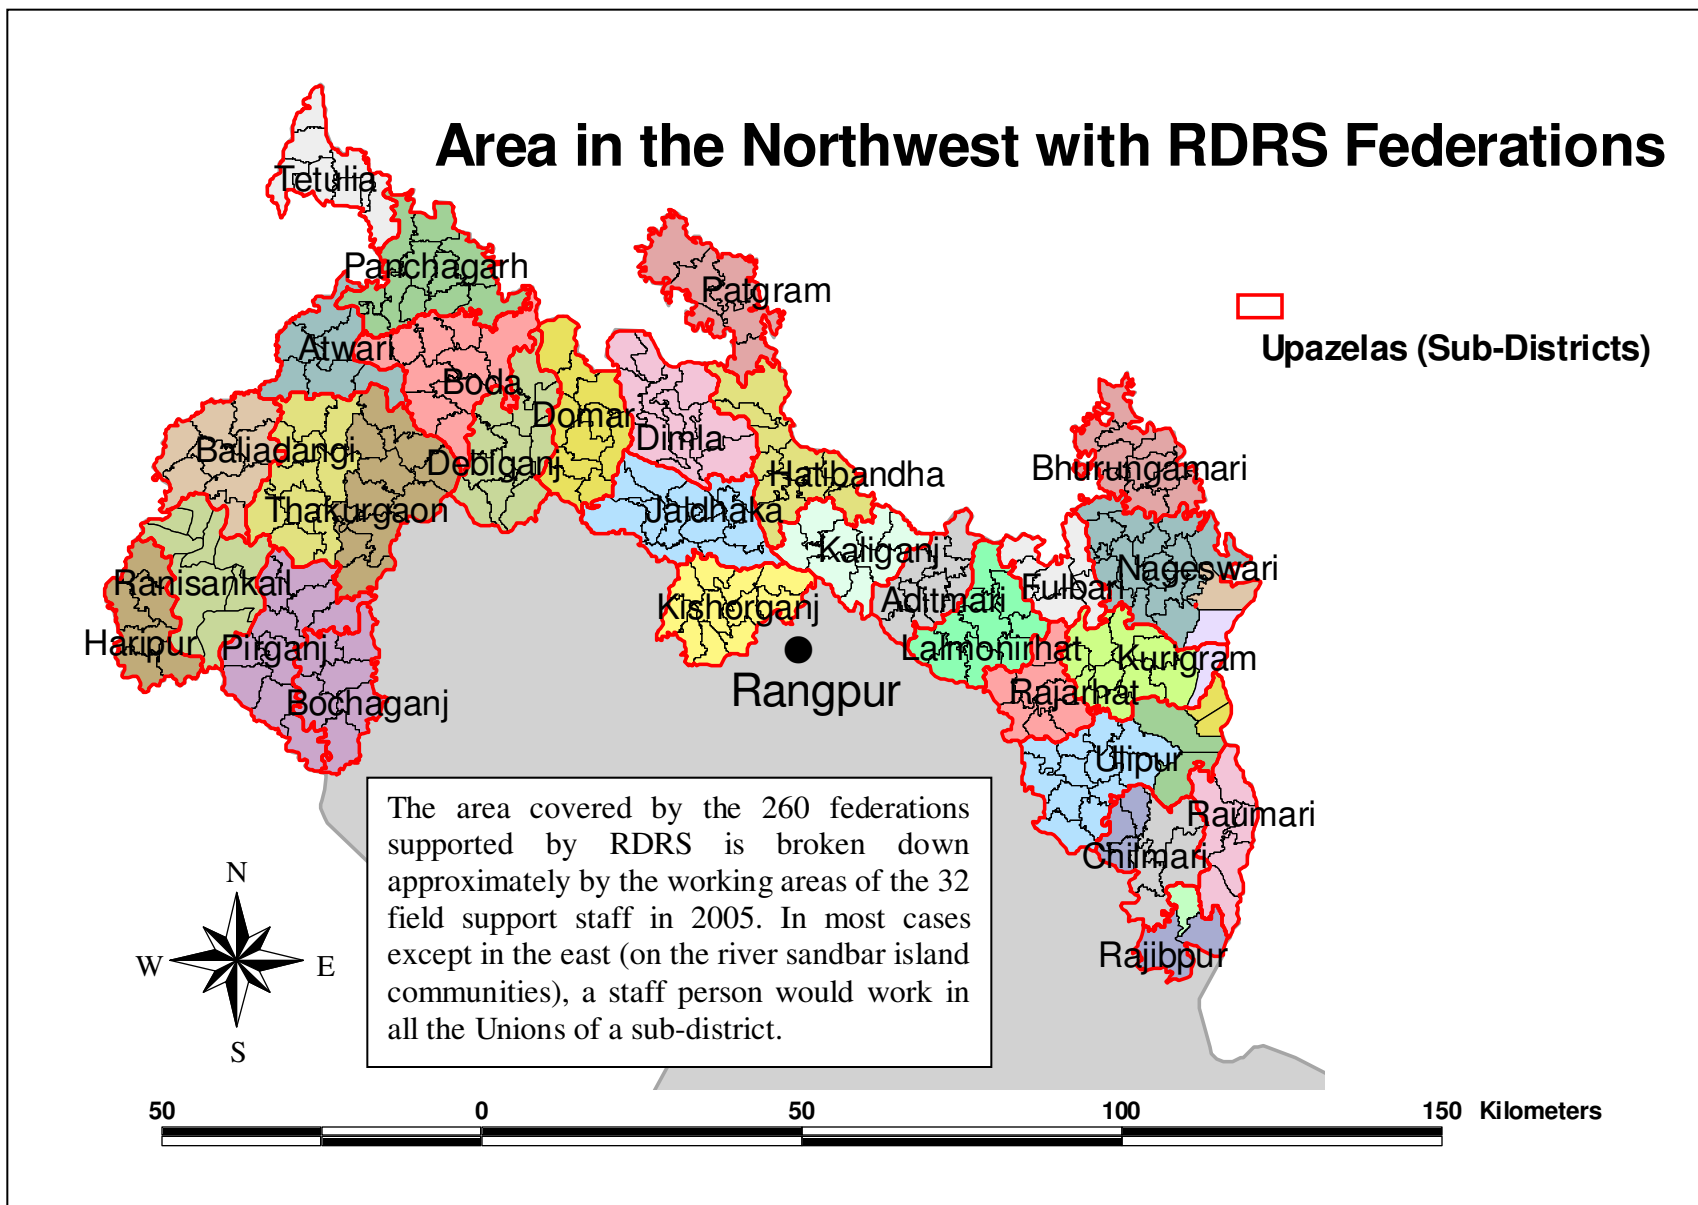 Area in the Northwest with RDRS Federations
Tetulia
Panchagarh
Patgram
Upazelas (Sub-Districts)
Atwari
Boda
Domar
Dimla
Baliadangi
Debiganj
Hatibandha
Bhurungamari
Thakurgaon
Jaldhaka
Kaliganj
Nageswari
Ranisankail
Kishorganj
Aditmari
Fulbari
Haripur
Pirganj
Lalmonirhat
Kurigram
Rangpur
Rajarhat
Bochaganj
Ulipur
Raumari
Chilmari
Rajibpur
The area covered by the 260 federations
supported by RDRS is broken down
approximately by the working areas of the 32
field support staff in 2005. In most cases
except in the east (on the river sandbar island
communities), a staff person would work in
all the Unions of a sub-district.
N
W E
S
50 0 50 100 150 Kilometers